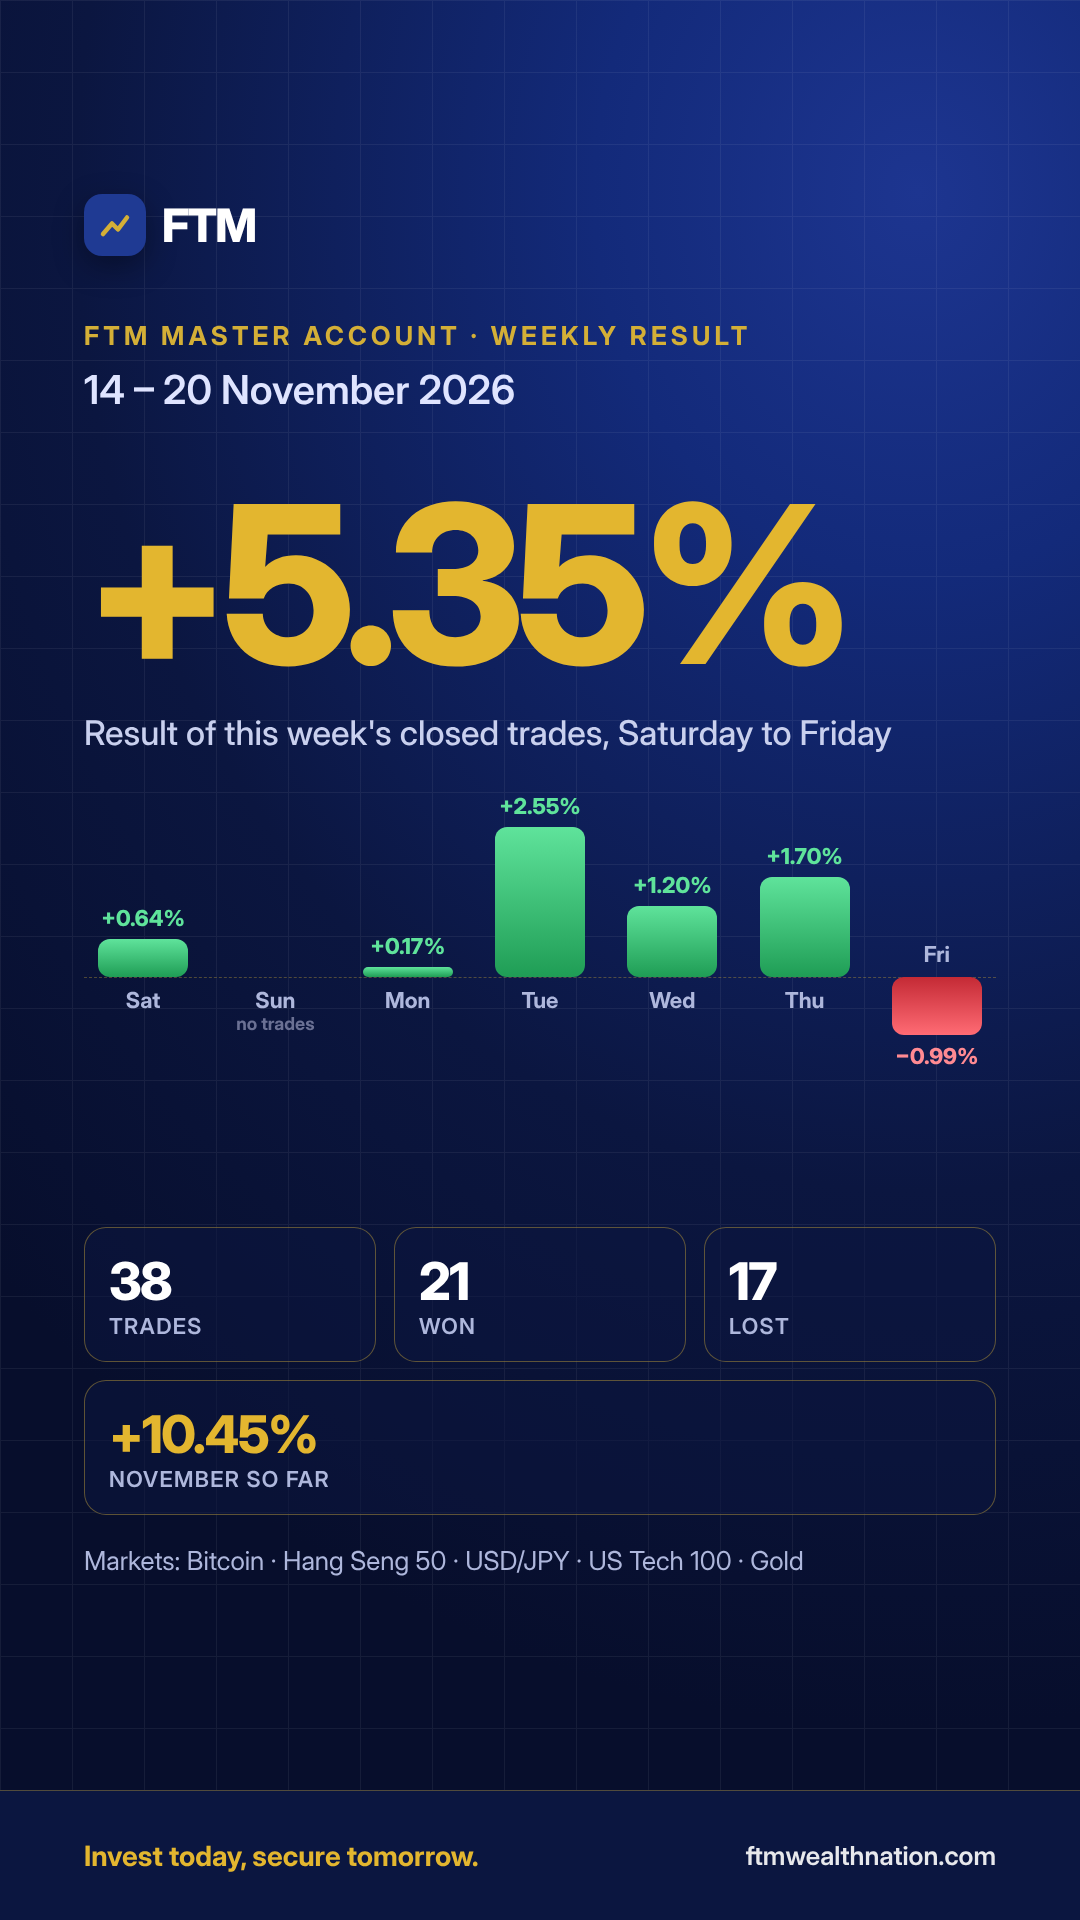 FTM
FTM MASTER ACCOUNT · WEEKLY RESULT
14 – 20 November 2026
+5.35%
Result of this week's closed trades, Saturday to Friday
+0.64%
Sat
Sun
no trades
+0.17%
Mon
+2.55%
Tue
+1.20%
Wed
+1.70%
Thu
Fri
−0.99%
38
TRADES
21
WON
17
LOST
+10.45%
NOVEMBER SO FAR
Markets: Bitcoin · Hang Seng 50 · USD/JPY · US Tech 100 · Gold
Invest today, secure tomorrow.
ftmwealthnation.com